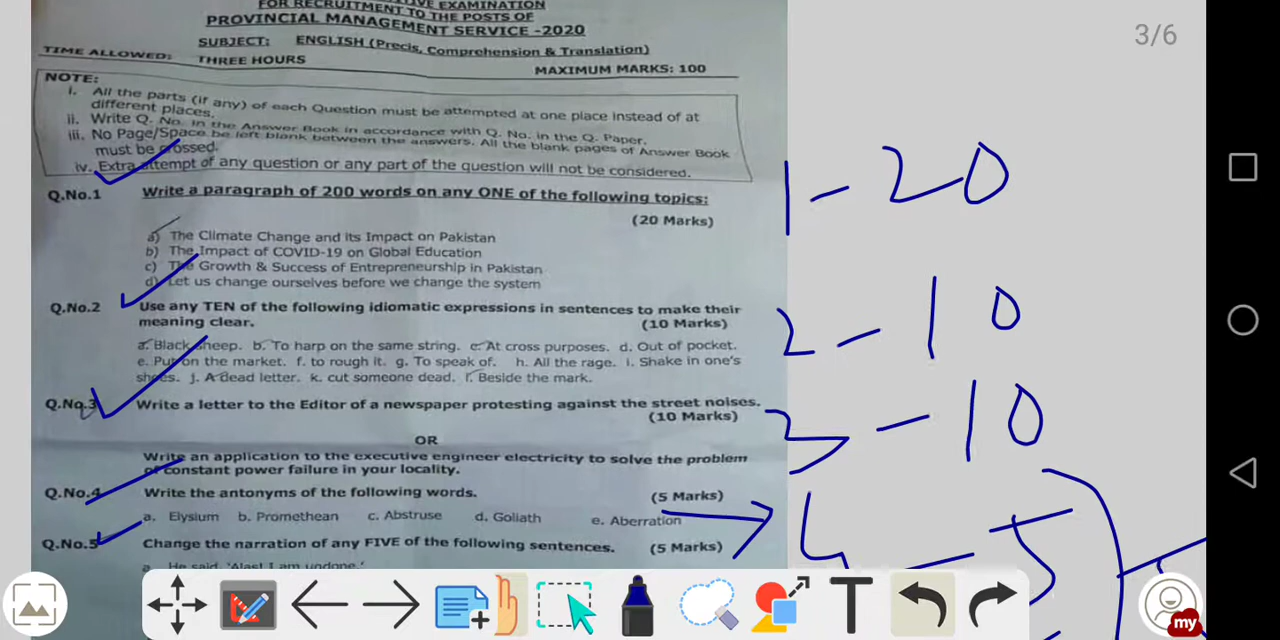 FOR RECRUITMENT TO THE POSTS OF
PROVINCIAL MANAGEMENT SERVICE -2020
SUBJECT: ENGLISH (Precis, Comprehension & Translation)
TIME ALLOWED: THREE HOURS
MAXIMUM MARKS: 100
3/6
NOTE:
i. All the parts (if any) of each Question must be attempted at one place instead of at
different places.
ii. Write Q. No. in the Answer Book in accordance with Q. No. in the Q. Paper.
iii. No Page/Space be left blank between the answers. All the blank pages of Answer Book
must be crossed.
iv. Extra attempt of any question or any part of the question will not be considered.
Q.No.1 Write a paragraph of 200 words on any ONE of the following topics:
(20 Marks)
a) The Climate Change and its Impact on Pakistan
b) The Impact of COVID-19 on Global Education
c) The Growth & Success of Entrepreneurship in Pakistan
d) Let us change ourselves before we change the system
Q.No.2 Use any TEN of the following idiomatic expressions in sentences to make their
meaning clear. (10 Marks)
a. Black sheep. b. To harp on the same string. c. At cross purposes. d. Out of pocket.
e. Put on the market. f. to rough it. g. To speak of. h. All the rage. i. Shake in one's
shoes. j. A dead letter. k. cut someone dead. l. Beside the mark.
Q.No.3 Write a letter to the Editor of a newspaper protesting against the street noises.
(10 Marks)
OR
Write an application to the executive engineer electricity to solve the problem
of constant power failure in your locality.
Q.No.4 Write the antonyms of the following words. (5 Marks)
a. Elysium b. Promethean c. Abstruse d. Goliath e. Aberration
Q.No.5 Change the narration of any FIVE of the following sentences. (5 Marks)
a. He said, 'Alas! I am undone.'
1 - 20
2 - 10
3 - 10
4 - 5
T
my